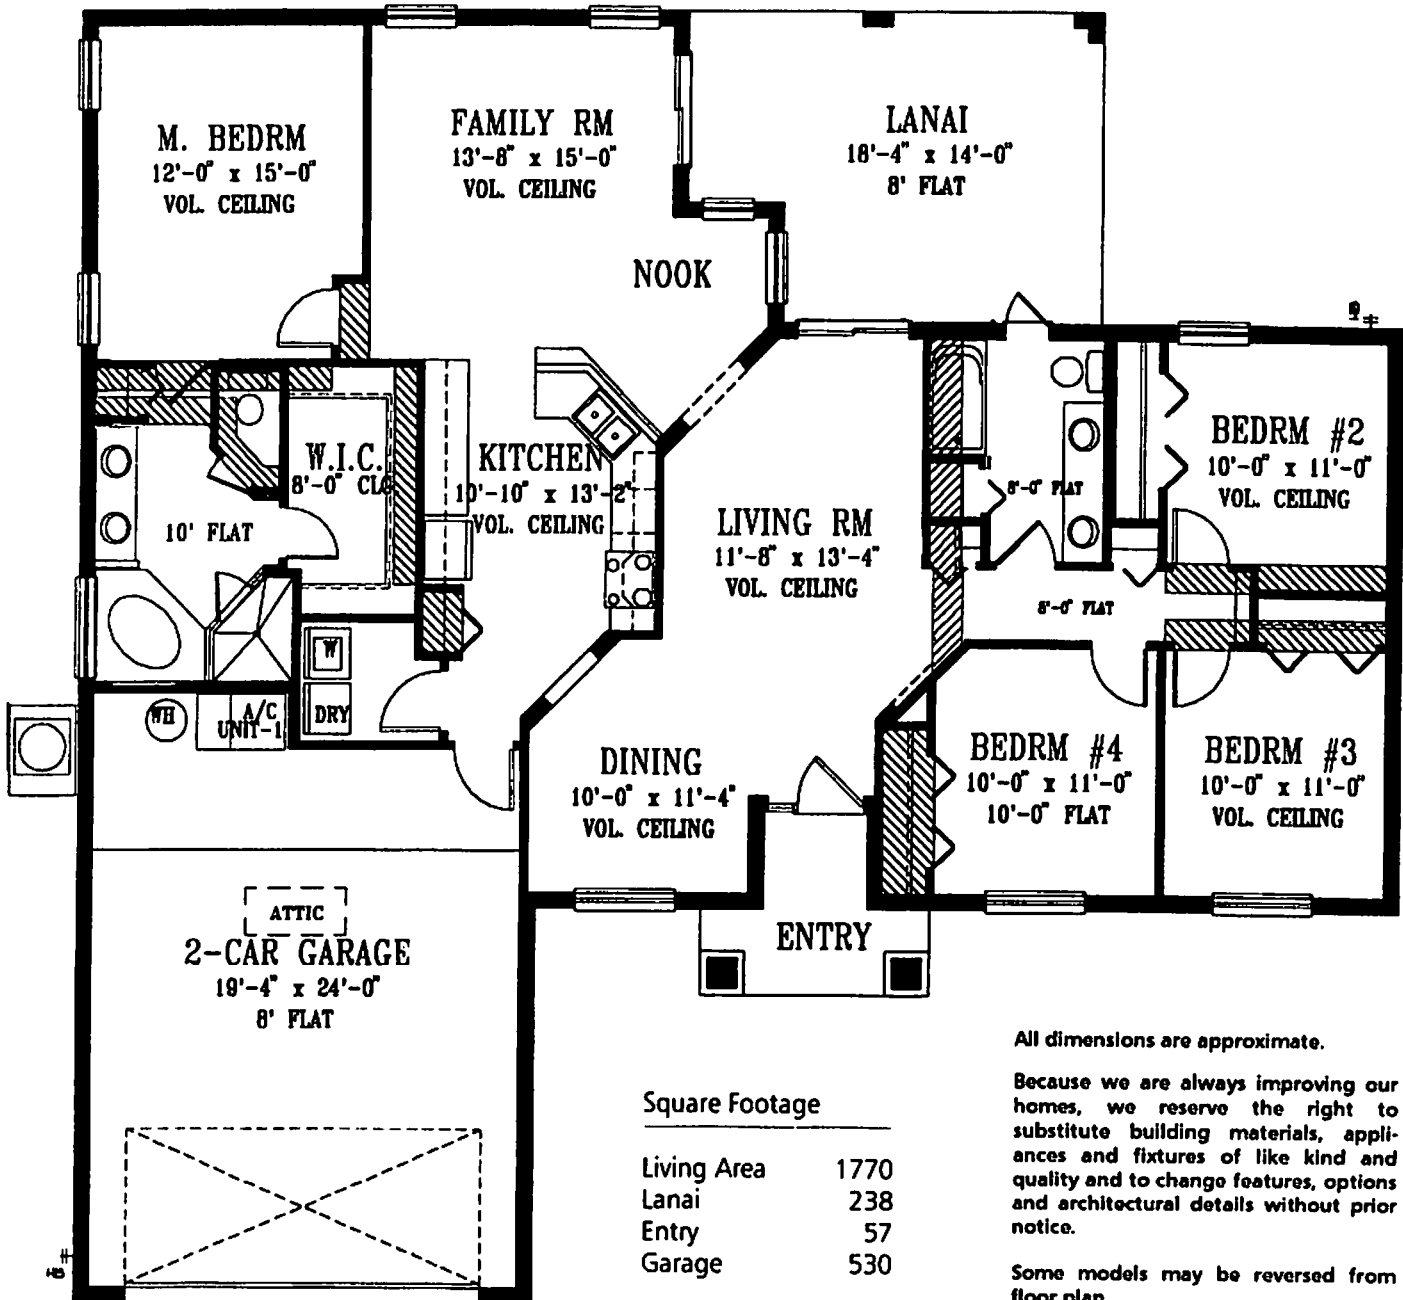 M. BEDRM
12'-0" x 15'-0"
VOL. CEILING
FAMILY RM
13'-8" x 15'-0"
VOL. CEILING
LANAI
18'-4" x 14'-0"
8' FLAT
NOOK
W.I.C.
8'-0" CLG
KITCHEN
10'-10" x 13'-2"
VOL. CEILING
10' FLAT
LIVING RM
11'-8" x 13'-4"
VOL. CEILING
8'-0" FLAT
BEDRM #2
10'-0" x 11'-0"
VOL. CEILING
8'-0" FLAT
W
DRY
WH
A/C
UNIT-1
DINING
10'-0" x 11'-4"
VOL. CEILING
BEDRM #4
10'-0" x 11'-0"
10'-0" FLAT
BEDRM #3
10'-0" x 11'-0"
VOL. CEILING
ATTIC
2-CAR GARAGE
19'-4" x 24'-0"
8' FLAT
ENTRY
Square Footage
Living Area 1770
Lanai 238
Entry 57
Garage 530
All dimensions are approximate.
Because we are always improving our
homes, we reserve the right to
substitute building materials, appli-
ances and fixtures of like kind and
quality and to change features, options
and architectural details without prior
notice.
Some models may be reversed from
floor plan